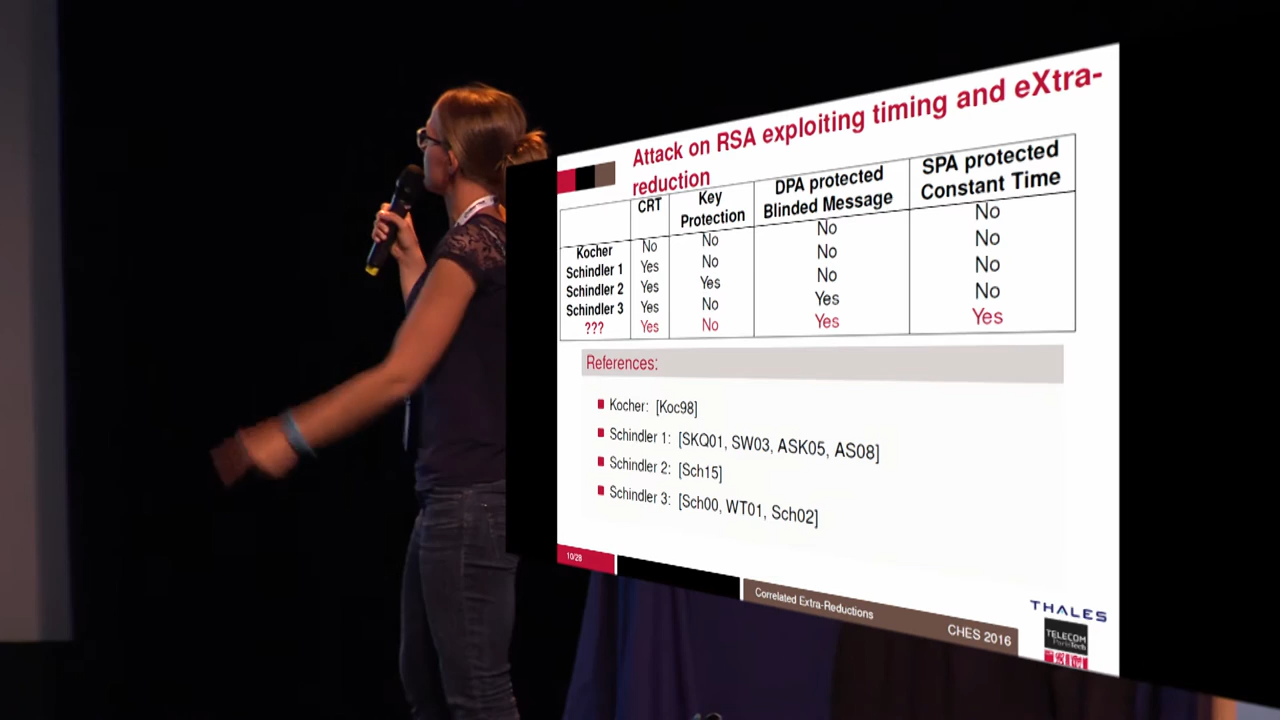 Attack on RSA exploiting timing and eXtra-
reduction
CRT Key Protection DPA protected Blinded Message SPA protected Constant Time
Kocher No No No No
Schindler 1 Yes No No No
Schindler 2 Yes Yes No No
Schindler 3 Yes No Yes No
??? Yes No Yes Yes
References:
Kocher: [Koc98]
Schindler 1: [SKQ01, SW03, ASK05, AS08]
Schindler 2: [Sch15]
Schindler 3: [Sch00, WT01, Sch02]
10/28
Correlated Extra-Reductions
CHES 2016
THALES
TELECOM
ParisTech